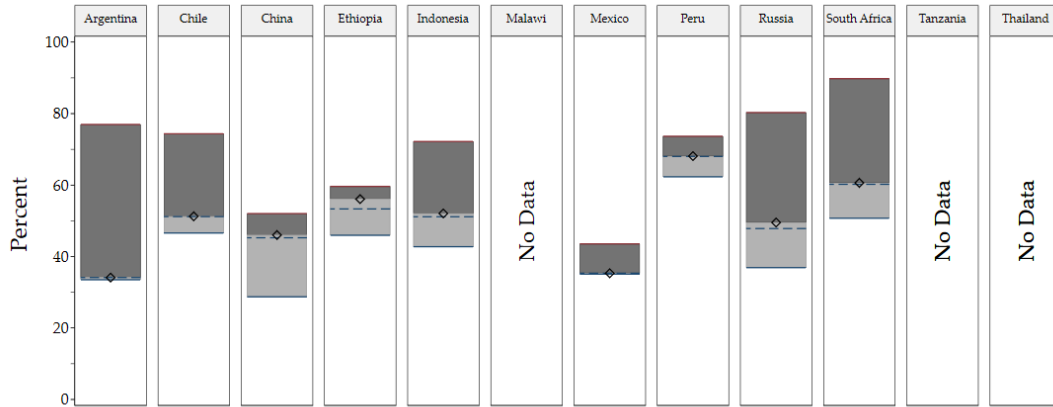 Argentina Chile China Ethiopia Indonesia Malawi Mexico Peru Russia South Africa Tanzania Thailand
100
80
60
40
20
0
Percent
No Data
No Data
No Data